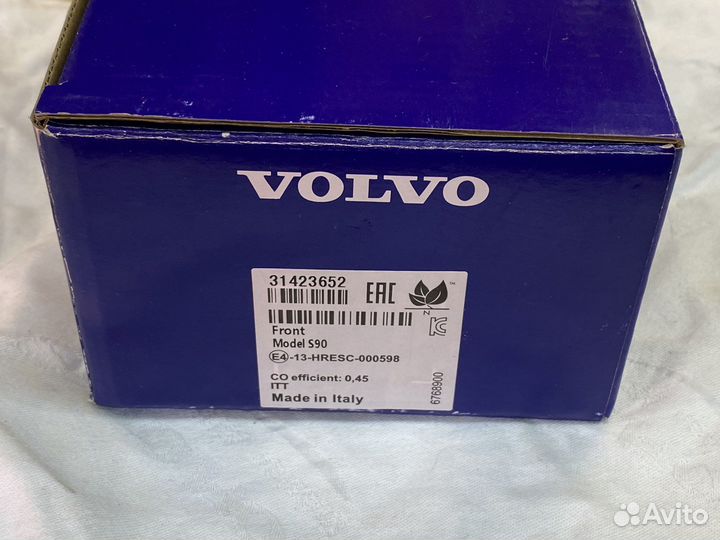 VOLVO
31423652
EAC
TM
N
Front
Model S90
E4-13-HRESC-000598
CO efficient: 0,45
ITT
Made in Italy
6768900
Avito